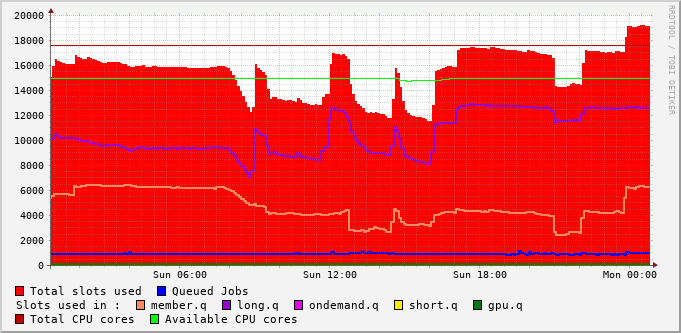 RRDTOOL / TOBI OETIKER
20000
18000
16000
14000
12000
10000
8000
6000
4000
2000
0
Sun 06:00 Sun 12:00 Sun 18:00 Mon 00:00
Total slots used Queued Jobs
Slots used in : member.q long.q ondemand.q short.q gpu.q
Total CPU cores Available CPU cores